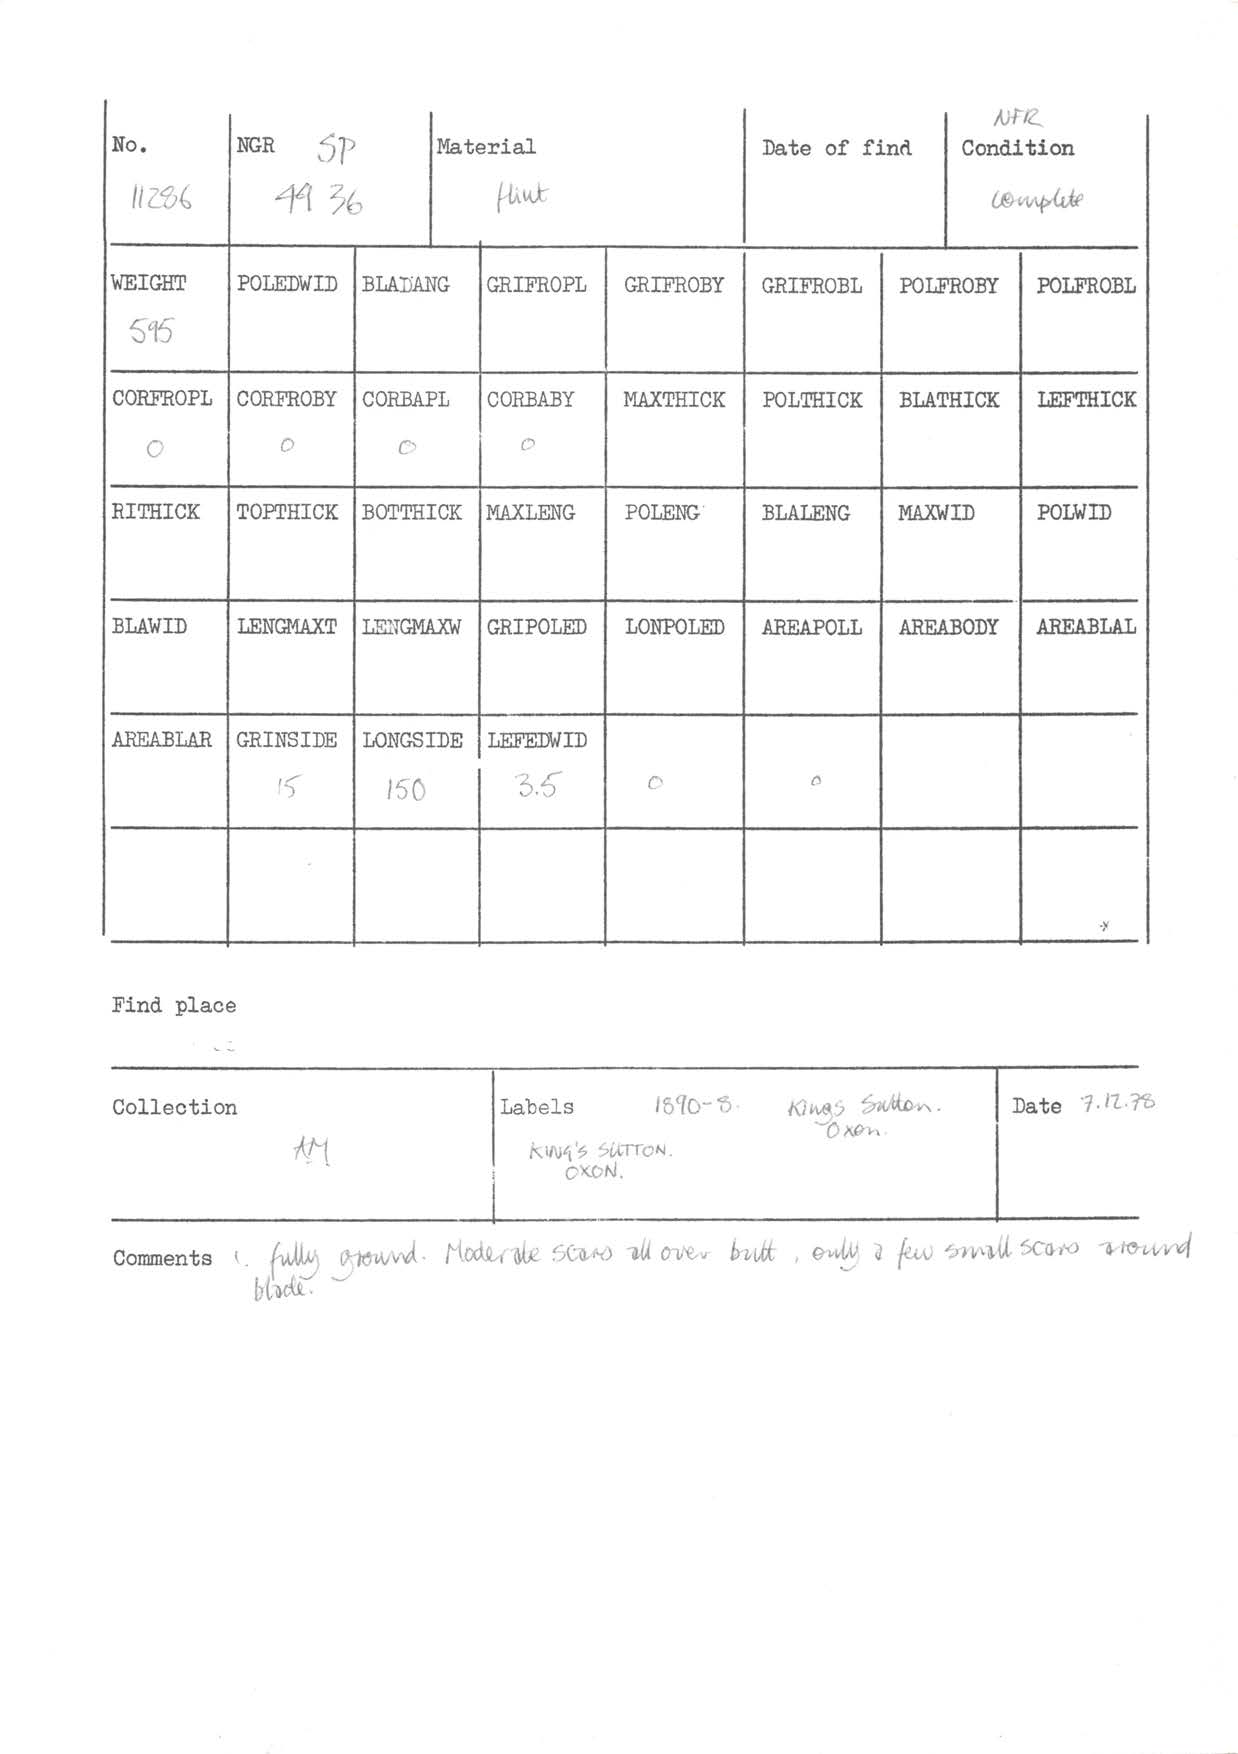 NFR
No. NGR SP Material Date of find Condition
11286 49 36 flint complete
WEIGHT POLEDWID BLADANG GRIFROPL GRIFROBY GRIFROBL POLFROBY POLFROBL
595
CORFROPL CORFROBY CORBAPL CORBABY MAXTHICK POLTHICK BLATHICK LEFTHICK
0 0 0 0
RITHICK TOPTHICK BOTTHICK MAXLENG POLENG BLALENG MAXWID POLWID
BLAWID LENGMAXT LENGMAXW GRIPOLED LONPOLED AREAPOLL AREABODY AREABLAL
AREABLAR GRINSIDE LONGSIDE LEFEDWID
15 150 3.5 0 0
Find place
Collection Labels 1890-8. Kings Sutton. Date 7.12.78
Oxon.
AM KING'S SUTTON.
OXON.
Comments fully ground. Moderate scars all over butt, only a few small scars around
blade.